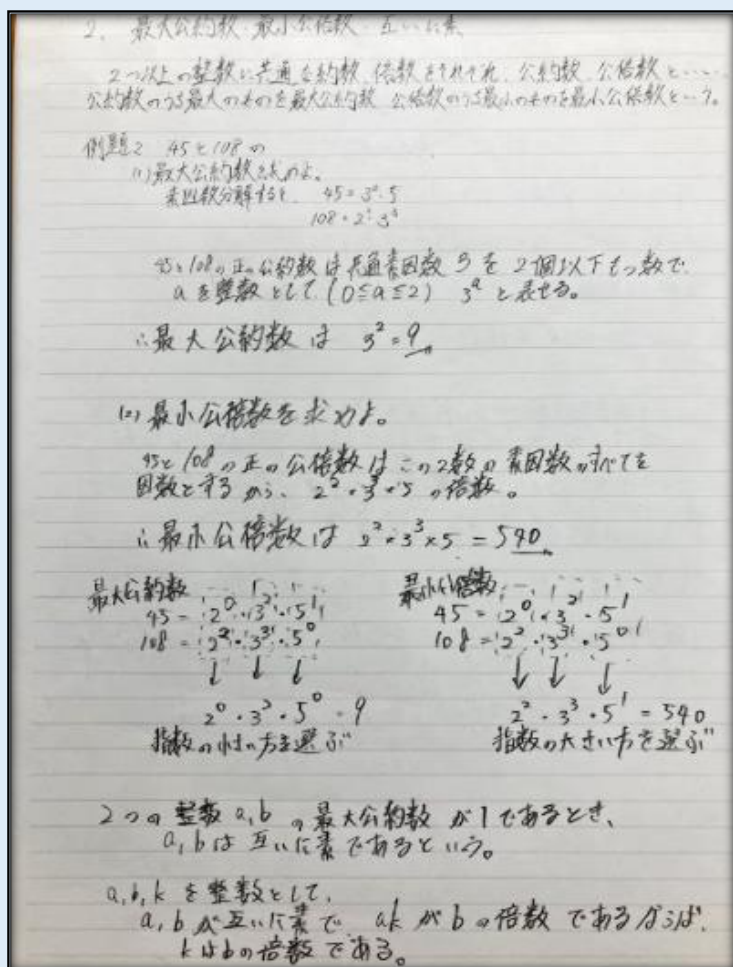 2. 最大公約数・最小公倍数・互いに素
2つ以上の整数に共通な約数、倍数をそれぞれ、公約数、公倍数といい、
公約数のうち最大のものを最大公約数、公倍数のうち最小のものを最小公倍数という。
例題2 45と108の
(1)最大公約数を求めよ。
素因数分解すると、 45=3²・5
108=2²・3³
45と108の正の公約数は共通素因数3を2個以下もつ数で、
aを整数として(0≦a≦2) 3ᵃと表せる。
∴最大公約数は 3²=9
(2)最小公倍数を求めよ。
45と108の正の公倍数はこの2数の素因数のすべてを
因数とするから、2²・3³・5の倍数。
∴最小公倍数は 2²・3³×5=540
最大公約数
45=2⁰・3²・5¹
108=2²・3³・5⁰
↓ ↓ ↓
2⁰・3²・5⁰=9
指数の小さい方を選ぶ
最小公倍数
45=2⁰・3²・5¹
108=2²・3³・5⁰
↓ ↓ ↓
2²・3³・5¹=540
指数の大きい方を選ぶ
2つの整数a,bの最大公約数が1であるとき、
a,bは互いに素であるという。
a,b,kを整数として、
a,bが互いに素で akがbの倍数であるならば、
kはbの倍数である。